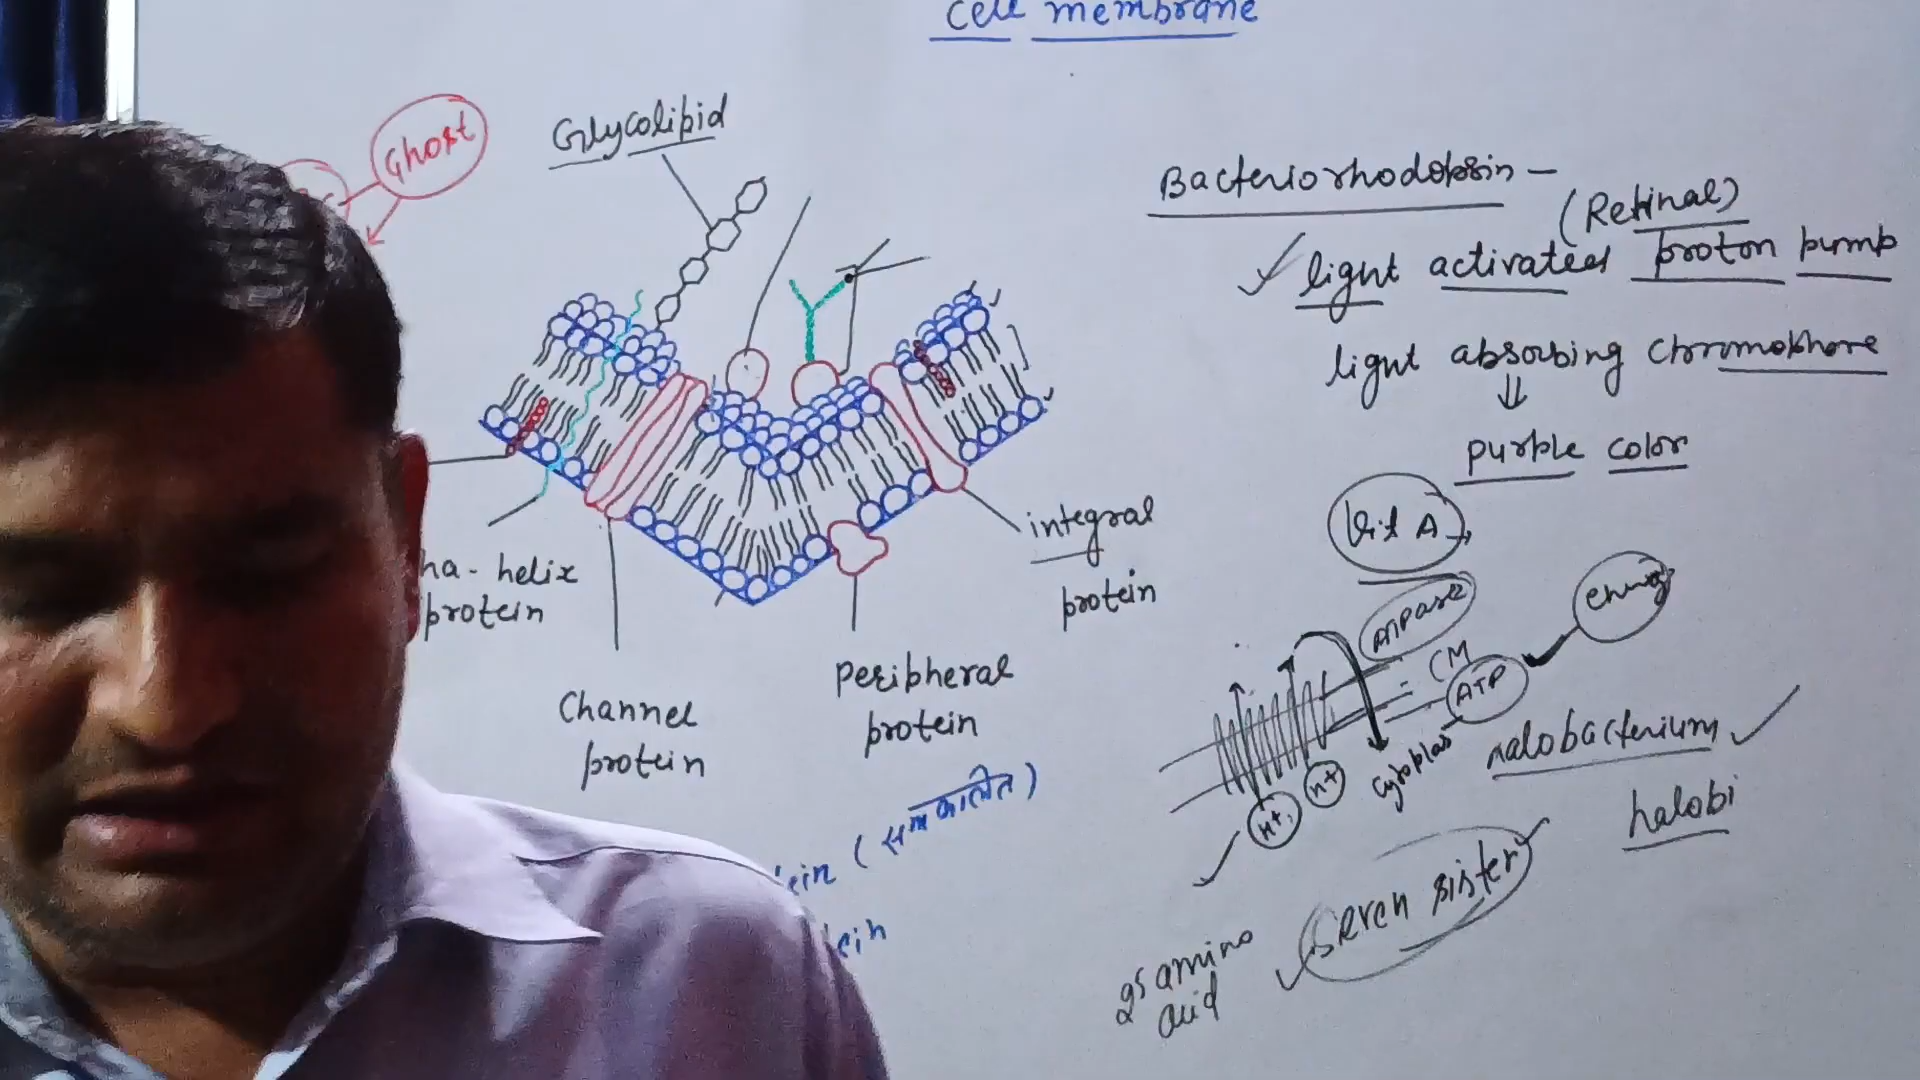 Cell membrane
Ghost
Glycolipid
Bacteriorhodopsin –
(Retinal)
light activated proton pump
light absorbing chromophore
⇓
purple color
Vit A
integral
protein
ha-helix
protein
ATPase
energy
CM
ATP
Peripheral
protein
Channel
protein
halobacterium
halobi
cytoplas
H+
H+
ein (समकालीत)
ein
Seven sister
25 amino
acid